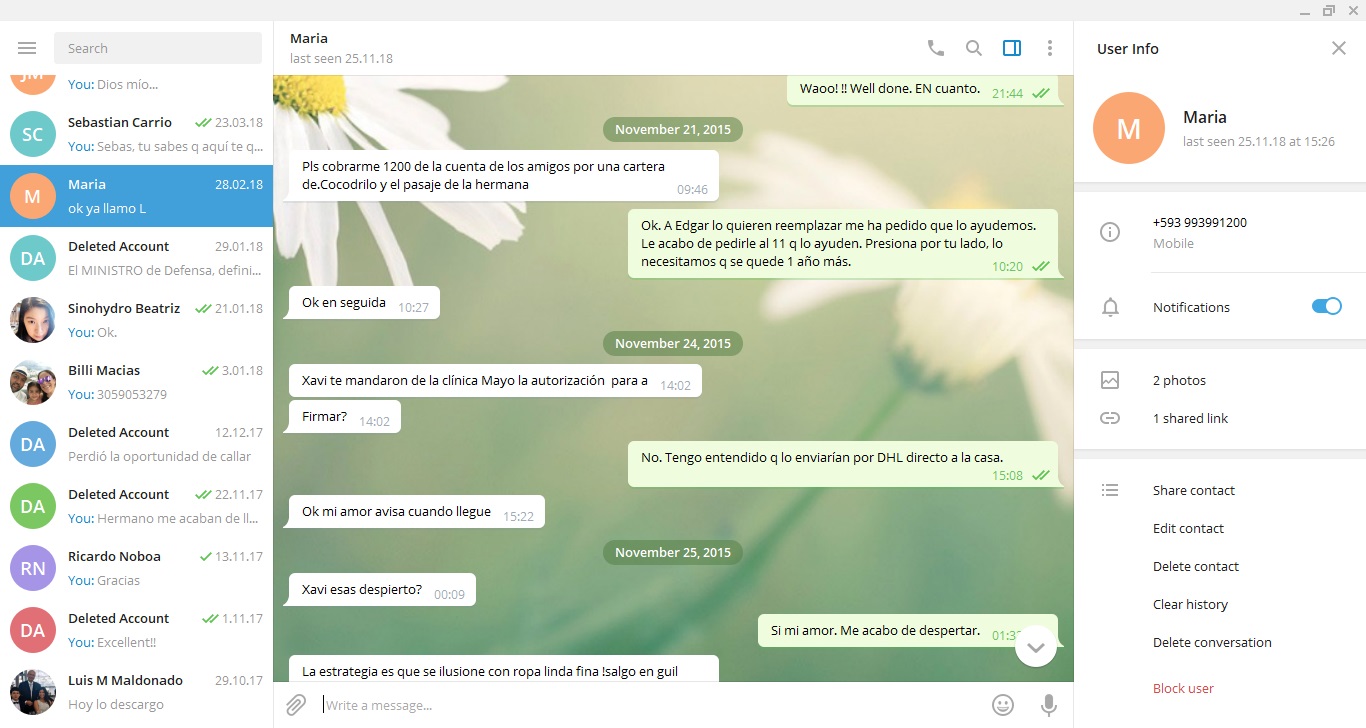 Search
JM
You: Dios mío...
SC
Sebastian Carrio
23.03.18
You: Sebas, tu sabes q aquí te q...
M
Maria
28.02.18
ok ya llamo L
DA
Deleted Account
29.01.18
El MINISTRO de Defensa, defini...
Sinohydro Beatriz
21.01.18
You: Ok.
Billi Macias
3.01.18
You: 3059053279
DA
Deleted Account
12.12.17
Perdió la oportunidad de callar
DA
Deleted Account
22.11.17
You: Hermano me acaban de ll...
RN
Ricardo Noboa
13.11.17
You: Gracias
DA
Deleted Account
1.11.17
You: Excellent!!
Luis M Maldonado
29.10.17
Hoy lo descargo
Maria
last seen 25.11.18
Waoo! !! Well done. EN cuanto.
21:44
November 21, 2015
Pls cobrarme 1200 de la cuenta de los amigos por una cartera
de.Cocodrilo y el pasaje de la hermana
09:46
Ok. A Edgar lo quieren reemplazar me ha pedido que lo ayudemos.
Le acabo de pedirle al 11 q lo ayuden. Presiona por tu lado, lo
necesitamos q se quede 1 año más.
10:20
Ok en seguida
10:27
November 24, 2015
Xavi te mandaron de la clínica Mayo la autorización para a
14:02
Firmar?
14:02
No. Tengo entendido q lo enviarían por DHL directo a la casa.
15:08
Ok mi amor avisa cuando llegue
15:22
November 25, 2015
Xavi esas despierto?
00:09
Si mi amor. Me acabo de despertar.
La estrategia es que se ilusione con ropa linda fina !salgo en guil
Write a message...
User Info
M
Maria
last seen 25.11.18 at 15:26
+593 993991200
Mobile
Notifications
2 photos
1 shared link
Share contact
Edit contact
Delete contact
Clear history
Delete conversation
Block user